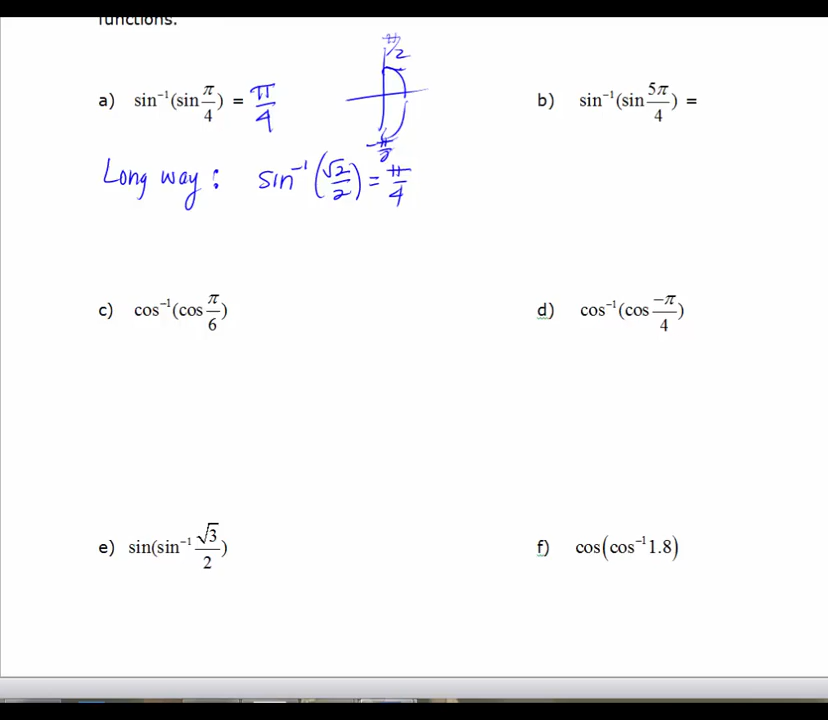 functions.
π/2
a) sin⁻¹(sin π/4) = π/4
b) sin⁻¹(sin 5π/4) =
-π/2
Long way : sin⁻¹(√2/2) = π/4
c) cos⁻¹(cos π/6)
d) cos⁻¹(cos -π/4)
e) sin(sin⁻¹ √3/2)
f) cos(cos⁻¹1.8)